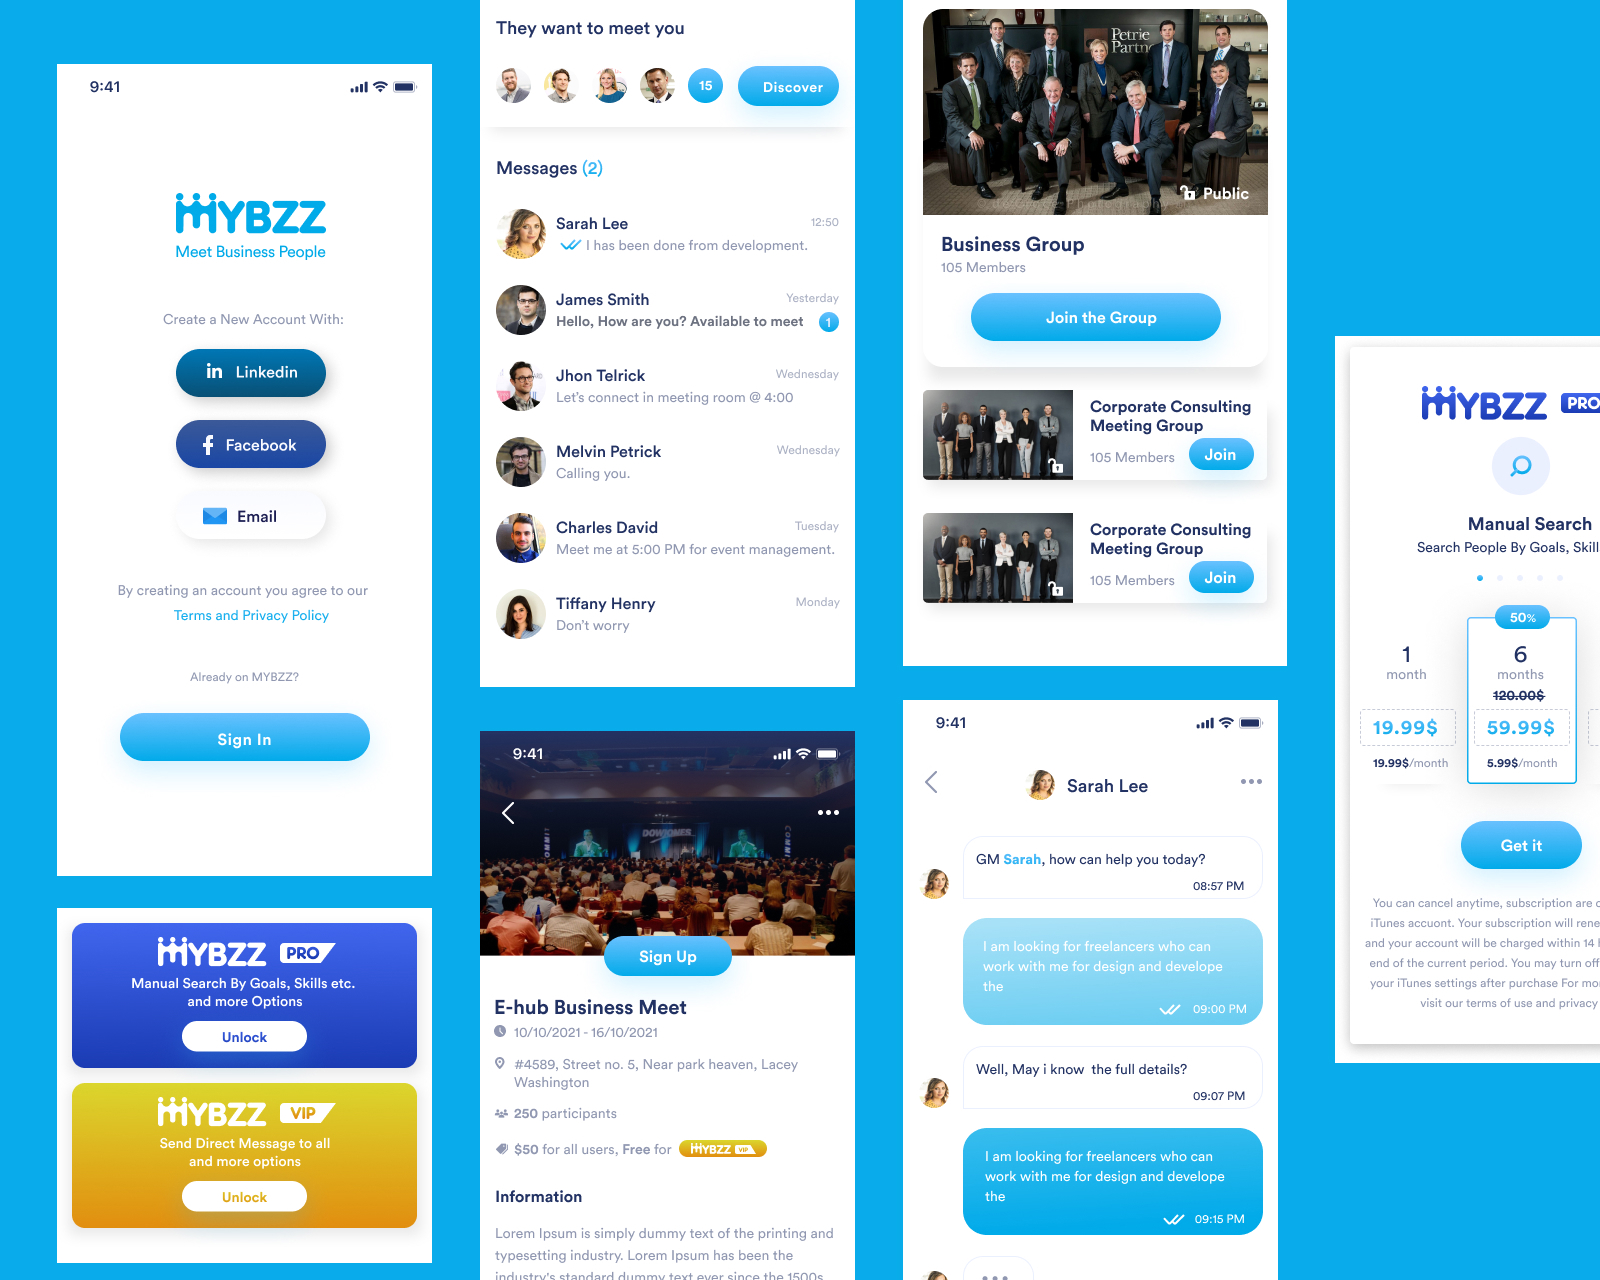 9:41
MYBZZ
Meet Business People
Create a New Account With:
in Linkedin
f Facebook
Email
By creating an account you agree to our
Terms and Privacy Policy
Already on MYBZZ?
Sign In
MYBZZ PRO
Manual Search By Goals, Skills etc.
and more Options
Unlock
MYBZZ VIP
Send Direct Message to all
and more options
Unlock
They want to meet you
15
Discover
Messages (2)
Sarah Lee
12:50
I has been done from development.
James Smith
Yesterday
Hello, How are you? Available to meet
1
Jhon Telrick
Wednesday
Let's connect in meeting room @ 4:00
Melvin Petrick
Wednesday
Calling you.
Charles David
Tuesday
Meet me at 5:00 PM for event management.
Tiffany Henry
Monday
Don't worry
9:41
DOWJONES
Sign Up
E-hub Business Meet
10/10/2021 - 16/10/2021
#4589, Street no. 5, Near park heaven, Lacey
Washington
250 participants
$50 for all users, Free for MYBZZ VIP
Information
Lorem Ipsum is simply dummy text of the printing and
typesetting industry. Lorem Ipsum has been the
industry's standard dummy text ever since the 1500s
Petrie
Partne
Public
Business Group
105 Members
Join the Group
Corporate Consulting
Meeting Group
105 Members
Join
Corporate Consulting
Meeting Group
105 Members
Join
9:41
Sarah Lee
GM Sarah, how can help you today?
08:57 PM
I am looking for freelancers who can
work with me for design and develope
the
09:00 PM
Well, May i know the full details?
09:07 PM
I am looking for freelancers who can
work with me for design and develope
the
09:15 PM
MYBZZ PRO
Manual Search
Search People By Goals, Skill
50%
1
month
19.99$
19.99$/month
6
months
120.00$
59.99$
5.99$/month
Get it
You can cancel anytime, subscription are
iTunes accuont. Your subscription will rene
and your account will be charged within 14
end of the current period. You may turn off
your iTunes settings after purchase For mor
visit our terms of use and privacy